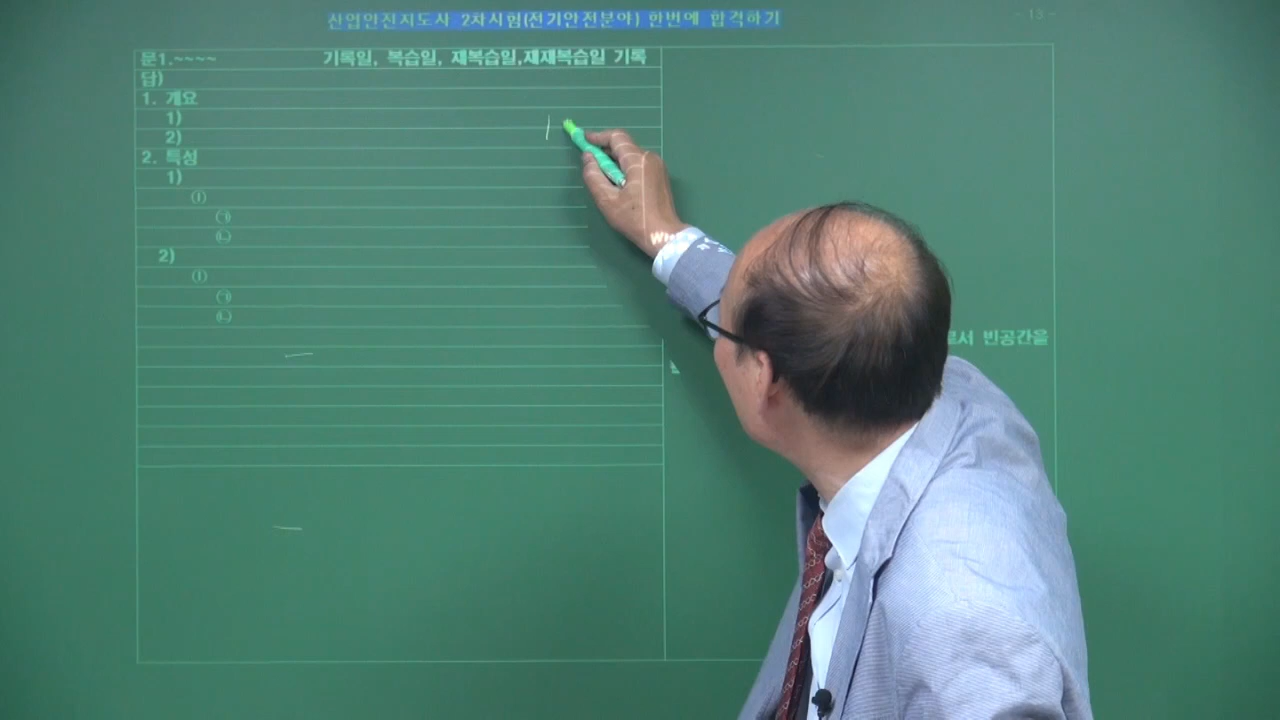 산업안전지도사 2차시험(전기안전분야) 한번에 합격하기
- 13 -
문1.~~~~ 기록일, 복습일, 재복습일,재재복습일 기록
답)
1. 개요
1)
2)
2. 특성
1)
①
㉠
㉡
2)
①
㉠
㉡
로서 빈공간을